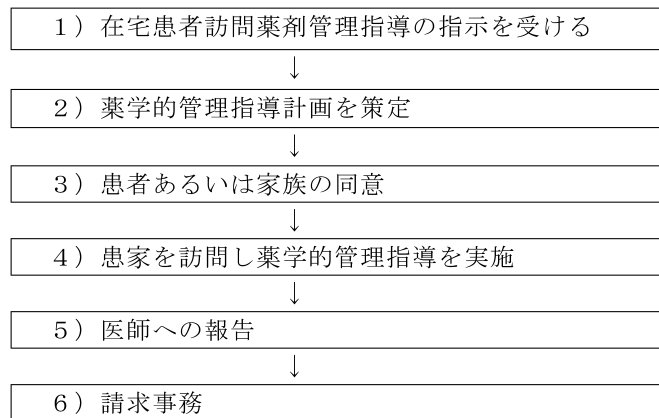 １）在宅患者訪問薬剤管理指導の指示を受ける
↓
２）薬学的管理指導計画を策定
↓
３）患者あるいは家族の同意
↓
４）患家を訪問し薬学的管理指導を実施
↓
５）医師への報告
↓
６）請求事務